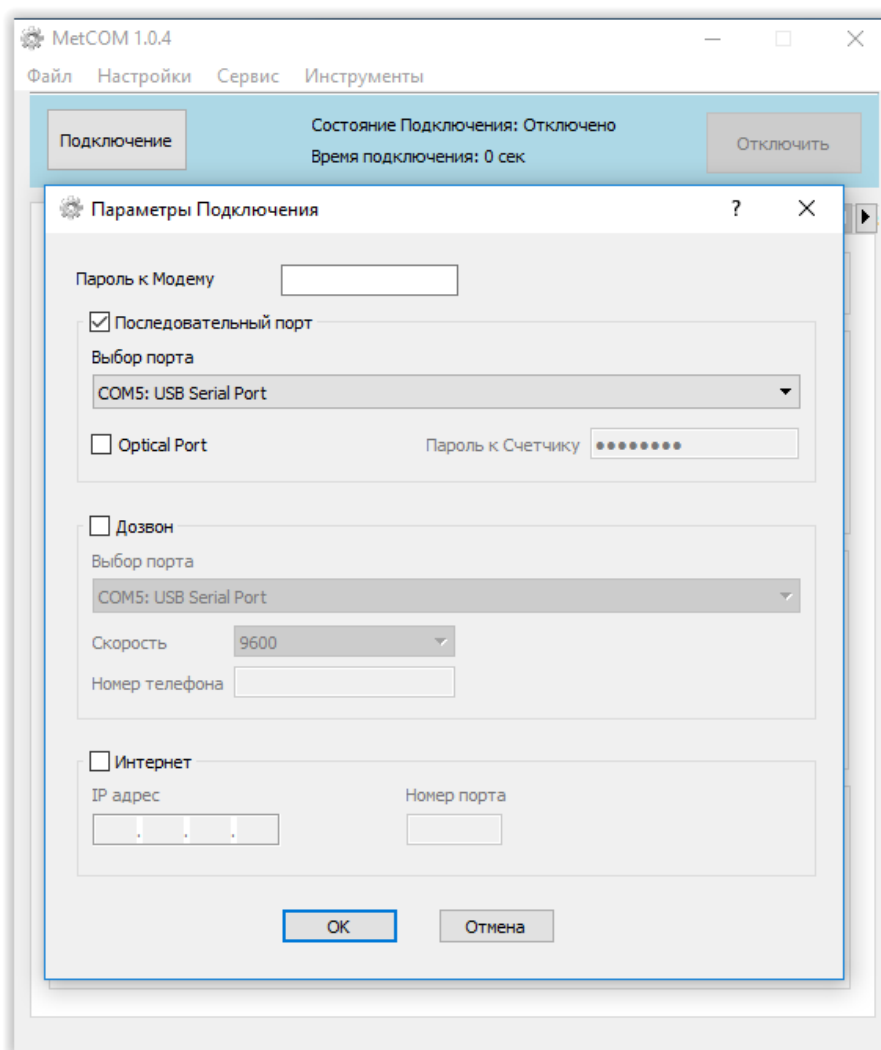 MetCOM 1.0.4
Файл Настройки Сервис Инструменты
Подключение
Состояние Подключения: Отключено
Время подключения: 0 сек
Отключить
Параметры Подключения
?
Пароль к Модему
Последовательный порт
Выбор порта
COM5: USB Serial Port
Optical Port
Пароль к Счетчику ●●●●●●●●
Дозвон
Выбор порта
COM5: USB Serial Port
Скорость 9600
Номер телефона
Интернет
IP адрес Номер порта
. . .
OK Отмена